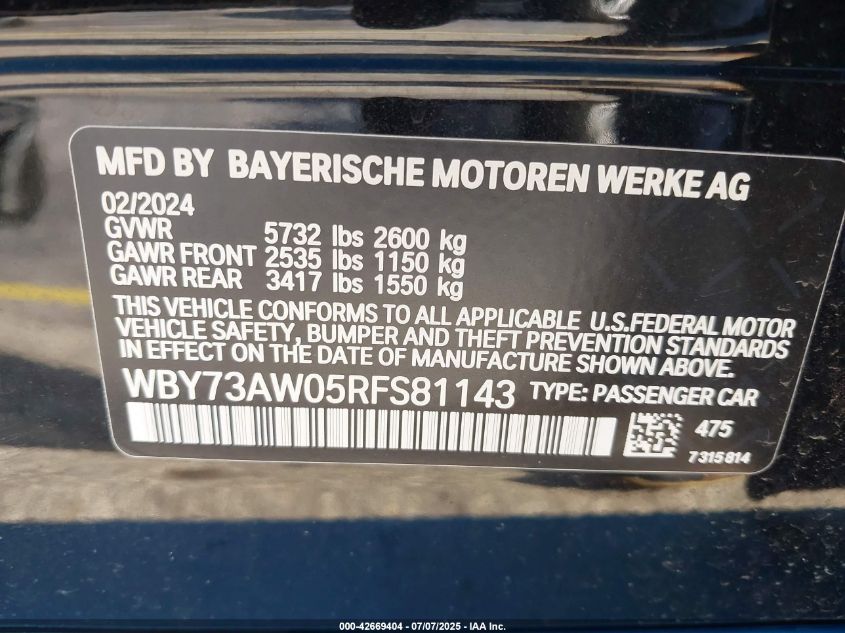 MFD BY BAYERISCHE MOTOREN WERKE AG
02/2024
GVWR 5732 lbs 2600 kg
GAWR FRONT 2535 lbs 1150 kg
GAWR REAR 3417 lbs 1550 kg
THIS VEHICLE CONFORMS TO ALL APPLICABLE U.S.FEDERAL MOTOR
VEHICLE SAFETY, BUMPER AND THEFT PREVENTION STANDARDS
IN EFFECT ON THE DATE OF MANUFACTURE SHOWN ABOVE.
WBY73AW05RFS81143 TYPE: PASSENGER CAR
475
7315814
000-42669404 - 07/07/2025 - IAA Inc.